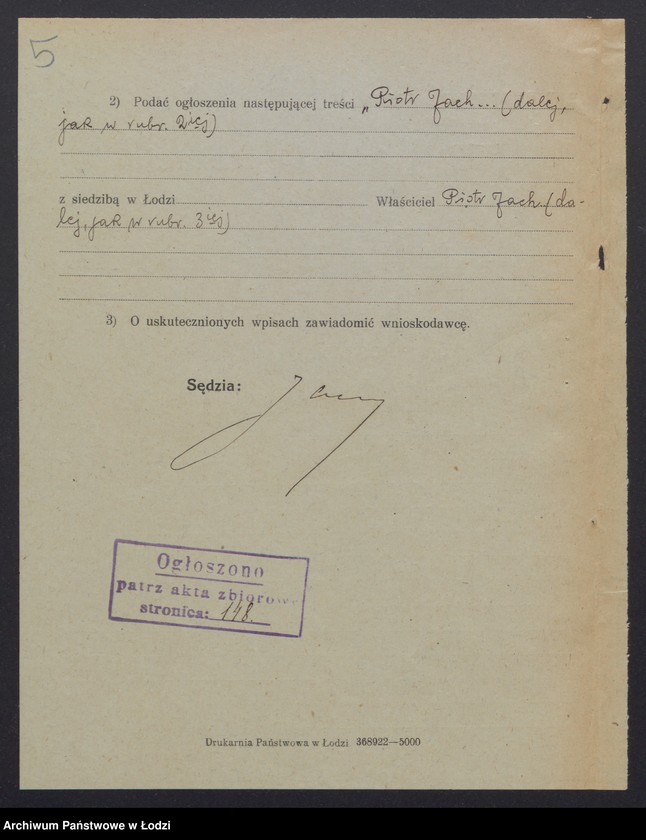 5
2) Podać ogłoszenia następującej treści „Piotr Jach... (dalej,
jak w rubr. 2iej)
z siedzibą w Łodzi Właściciel Piotr Jach. (da-
lej, jak w rubr. 3iej)
3) O uskutecznionych wpisach zawiadomić wnioskodawcę.
Sędzia:
Ogłoszono
patrz akta zbiorowe
stronica: 148.
Drukarnia Państwowa w Łodzi 368922—5000
Archiwum Państwowe w Łodzi